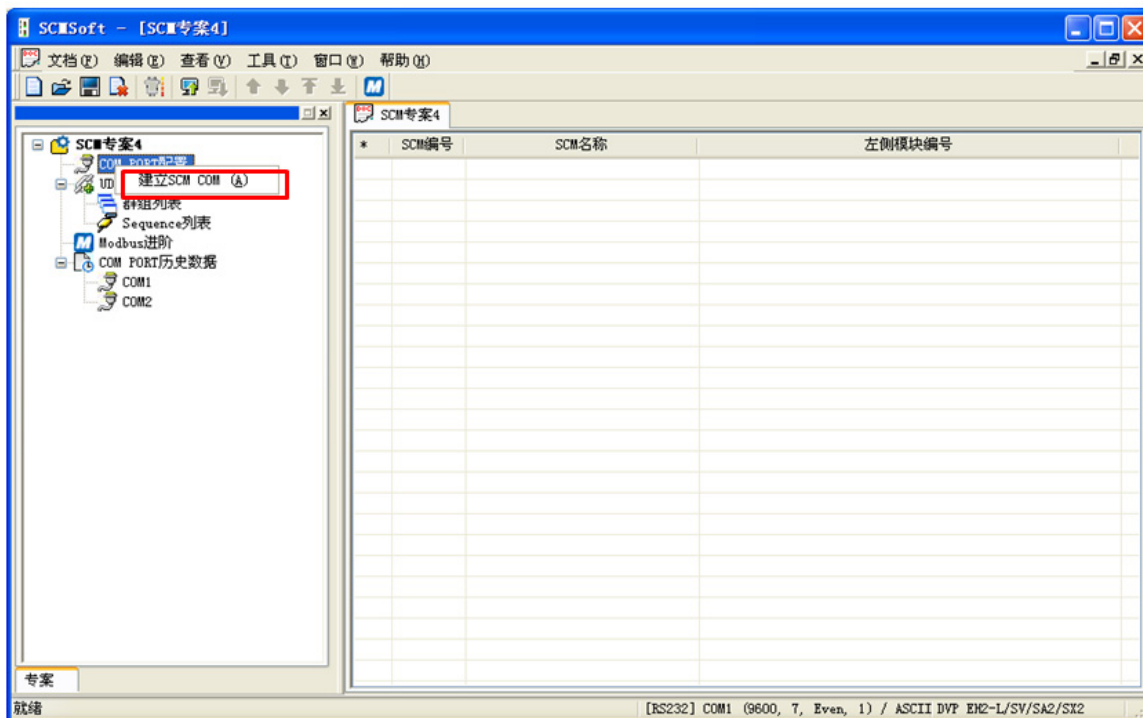 SCMSoft - [SCM专案4]
文档(F) 编辑(E) 查看(V) 工具(T) 窗口(W) 帮助(H)
SCM专案4
* SCM编号 SCM名称 左侧模块编号
SCM专案4
COM PORT配置
UD
建立SCM COM (A)
群组列表
Sequence列表
Modbus进阶
COM PORT历史数据
COM1
COM2
专案
就绪 [RS232] COM1 (9600, 7, Even, 1) / ASCII DVP EH2-L/SV/SA2/SX2